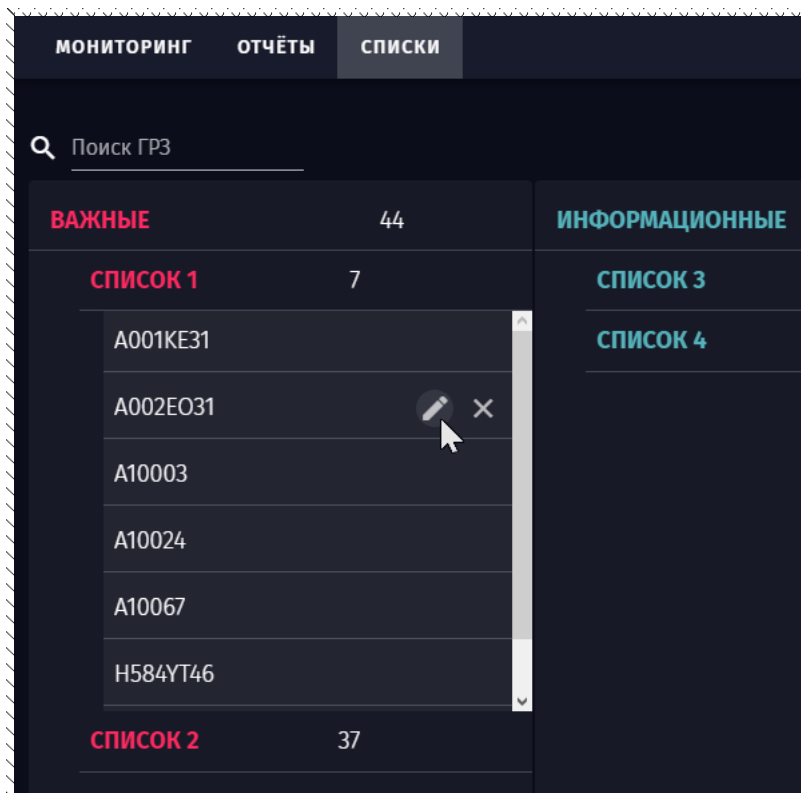 МОНИТОРИНГ ОТЧЁТЫ СПИСКИ
Поиск ГРЗ
ВАЖНЫЕ 44
СПИСОК 1 7
A001KE31
A002EO31
A10003
A10024
A10067
H584YT46
СПИСОК 2 37
ИНФОРМАЦИОННЫЕ
СПИСОК 3
СПИСОК 4